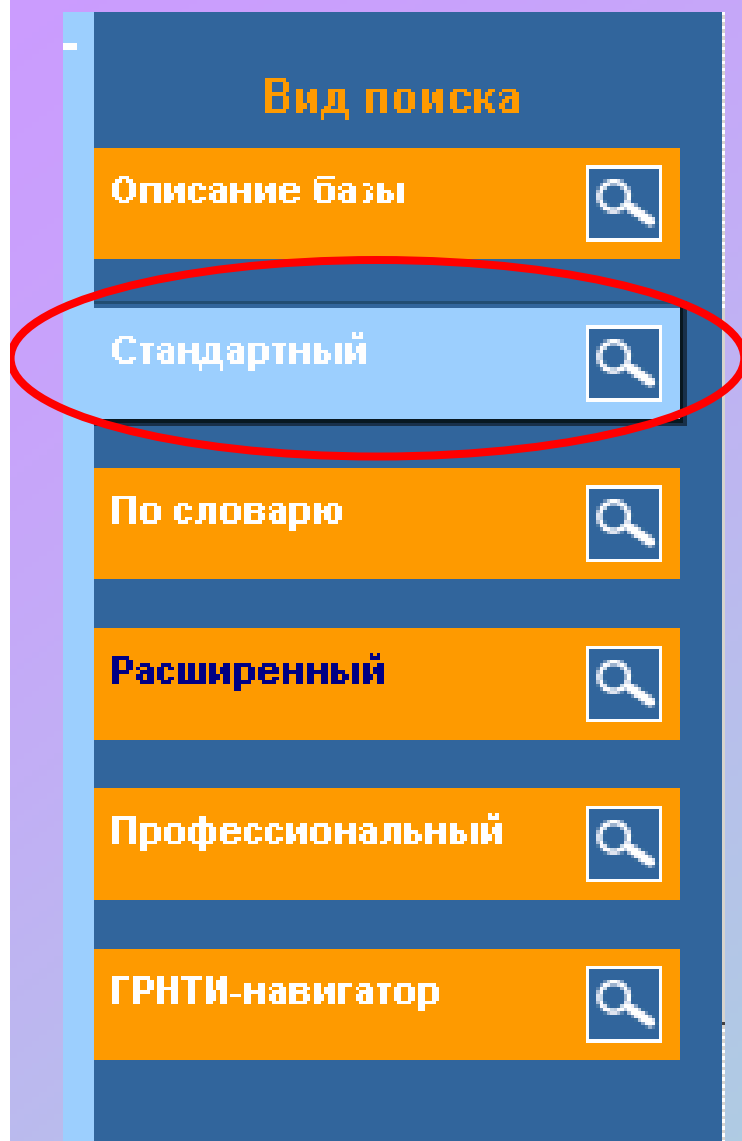 Вид поиска
Описание базы
Стандартный
По словарю
Расширенный
Профессиональный
ГРНТИ-навигатор